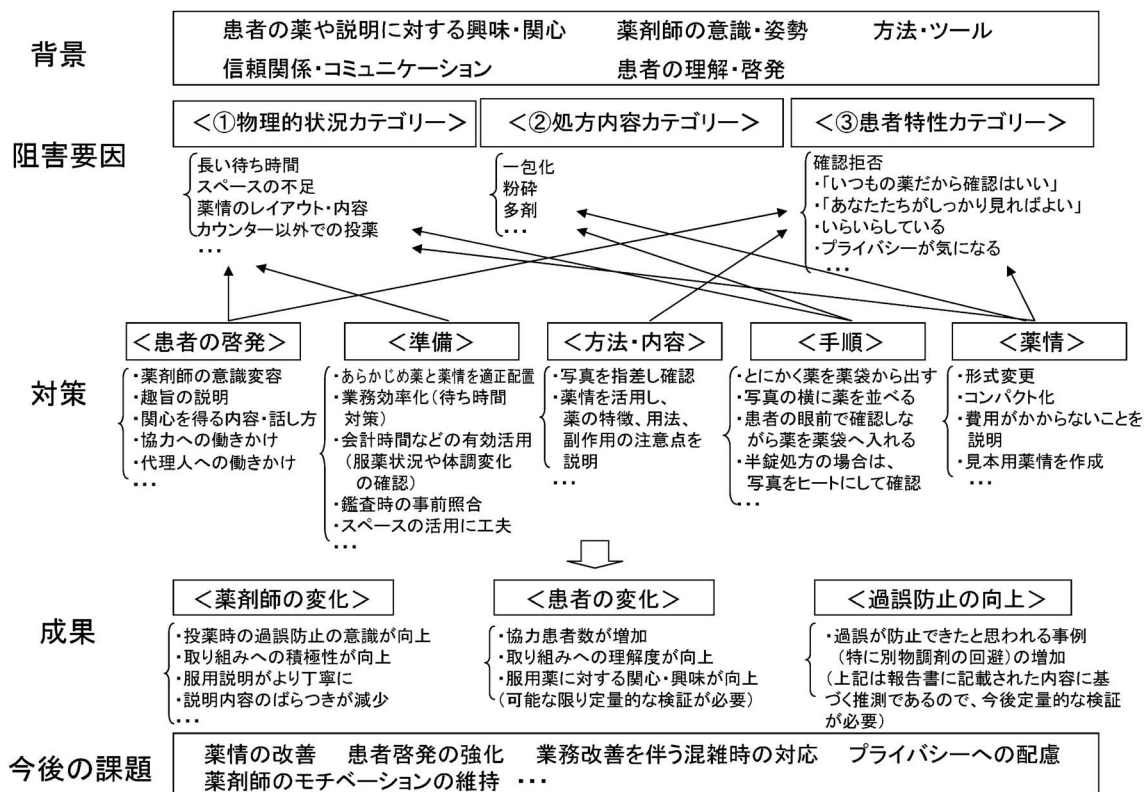 背景
患者の薬や説明に対する興味・関心　薬剤師の意識・姿勢　方法・ツール
信頼関係・コミュニケーション　患者の理解・啓発
阻害要因
＜①物理的状況カテゴリー＞
長い待ち時間
スペースの不足
薬情のレイアウト・内容
カウンター以外での投薬
…
＜②処方内容カテゴリー＞
一包化
粉砕
多剤
…
＜③患者特性カテゴリー＞
確認拒否
・「いつもの薬だから確認はいい」
・「あなたたちがしっかり見ればよい」
・いらいらしている
・プライバシーが気になる
…
対策
＜患者の啓発＞
・薬剤師の意識変容
・趣旨の説明
・関心を得る内容・話し方
・協力への働きかけ
・代理人への働きかけ
…
＜準備＞
・あらかじめ薬と薬情を適正配置
・業務効率化（待ち時間
対策）
・会計時間などの有効活用
（服薬状況や体調変化
の確認）
・鑑査時の事前照合
・スペースの活用に工夫
…
＜方法・内容＞
・写真を指差し確認
・薬情を活用し、
薬の特徴、用法、
副作用の注意点を
説明
…
＜手順＞
・とにかく薬を薬袋から出す
・写真の横に薬を並べる
・患者の眼前で確認しな
がら薬を薬袋へ入れる
・半錠処方の場合は、
写真をヒートにして確認
…
＜薬情＞
・形式変更
・コンパクト化
・費用がかからないことを
説明
・見本用薬情を作成
…
成果
＜薬剤師の変化＞
・投薬時の過誤防止の意識が向上
・取り組みへの積極性が向上
・服用説明がより丁寧に
・説明内容のばらつきが減少
…
＜患者の変化＞
・協力患者数が増加
・取り組みへの理解度が向上
・服用薬に対する関心・興味が向上
（可能な限り定量的な検証が必要）
＜過誤防止の向上＞
・過誤が防止できたと思われる事例
（特に別物調剤の回避）の増加
（上記は報告書に記載された内容に基
づく推測であるので、今後定量的な検証
が必要）
今後の課題
薬情の改善　患者啓発の強化　業務改善を伴う混雑時の対応　プライバシーへの配慮
薬剤師のモチベーションの維持　…